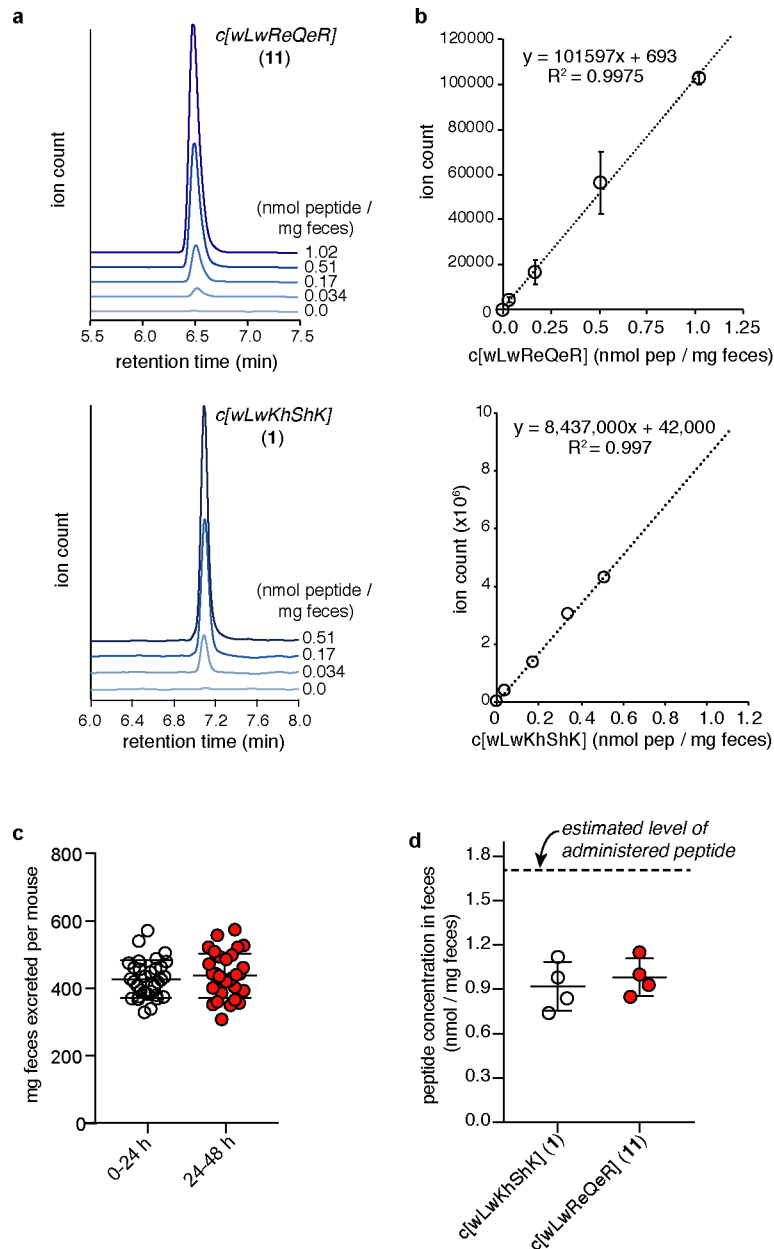 a
c[wLwReQeR]
(11)
ion count
(nmol peptide /
mg feces)
1.02
0.51
0.17
0.034
0.0
5.5 6.0 6.5 7.0 7.5
retention time (min)
b
120000
100000
80000
60000
40000
20000
0
ion count
y = 101597x + 693
R² = 0.9975
0.0 0.25 0.5 0.75 1.0 1.25
c[wLwReQeR] (nmol pep / mg feces)
c[wLwKhShK]
(1)
ion count
(nmol peptide /
mg feces)
0.51
0.17
0.034
0.0
6.0 6.4 6.8 7.2 7.6 8.0
retention time (min)
10
8
6
4
2
0
ion count (x10⁶)
y = 8,437,000x + 42,000
R² = 0.997
0 0.2 0.4 0.6 0.8 1.0 1.2
c[wLwKhShK] (nmol pep / mg feces)
c
800
600
400
200
0
mg feces excreted per mouse
0-24 h
24-48 h
d
estimated level of
administered peptide
1.8
1.5
1.2
0.9
0.6
0.3
0.0
peptide concentration in feces
(nmol / mg feces)
c[wLwKhShK] (1)
c[wLwReQeR] (11)